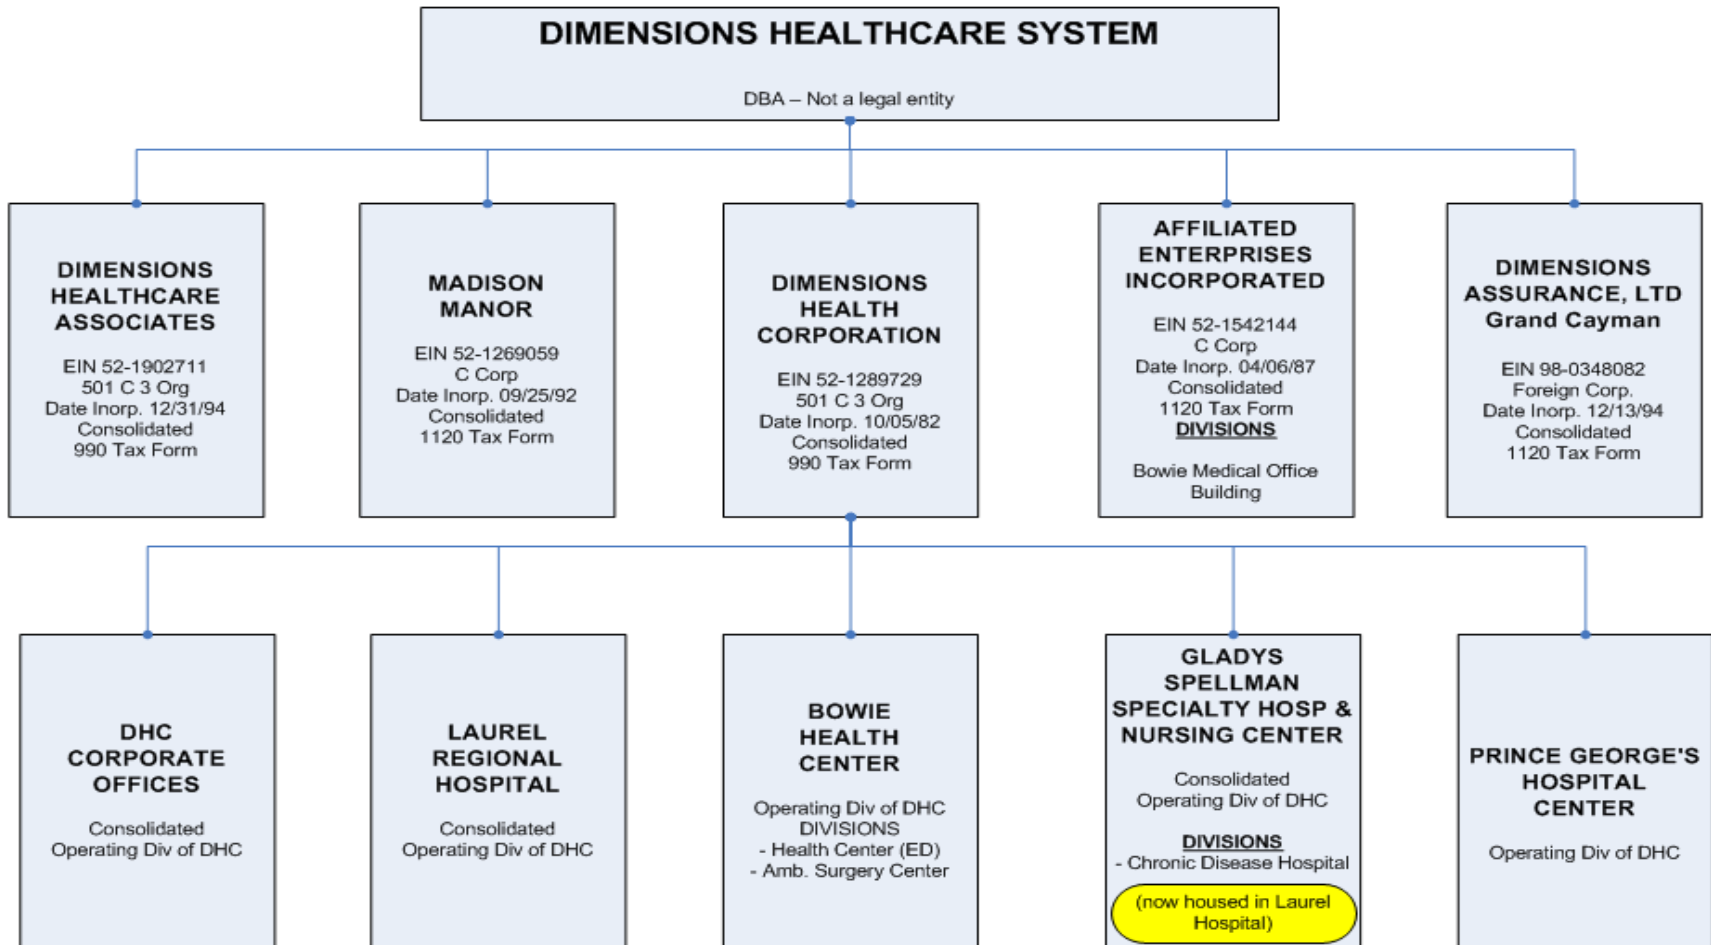 DIMENSIONS HEALTHCARE SYSTEM
DBA – Not a legal entity
DIMENSIONS
HEALTHCARE
ASSOCIATES
EIN 52-1902711
501 C 3 Org
Date Inorp. 12/31/94
Consolidated
990 Tax Form
MADISON
MANOR
EIN 52-1269059
C Corp
Date Inorp. 09/25/92
Consolidated
1120 Tax Form
DIMENSIONS
HEALTH
CORPORATION
EIN 52-1289729
501 C 3 Org
Date Inorp. 10/05/82
Consolidated
990 Tax Form
AFFILIATED
ENTERPRISES
INCORPORATED
EIN 52-1542144
C Corp
Date Inorp. 04/06/87
Consolidated
1120 Tax Form
DIVISIONS
Bowie Medical Office
Building
DIMENSIONS
ASSURANCE, LTD
Grand Cayman
EIN 98-0348082
Foreign Corp.
Date Inorp. 12/13/94
Consolidated
1120 Tax Form
DHC
CORPORATE
OFFICES
Consolidated
Operating Div of DHC
LAUREL
REGIONAL
HOSPITAL
Consolidated
Operating Div of DHC
BOWIE
HEALTH
CENTER
Operating Div of DHC
DIVISIONS
- Health Center (ED)
- Amb. Surgery Center
GLADYS
SPELLMAN
SPECIALTY HOSP &
NURSING CENTER
Consolidated
Operating Div of DHC
DIVISIONS
- Chronic Disease Hospital
(now housed in Laurel
Hospital)
PRINCE GEORGE'S
HOSPITAL
CENTER
Operating Div of DHC